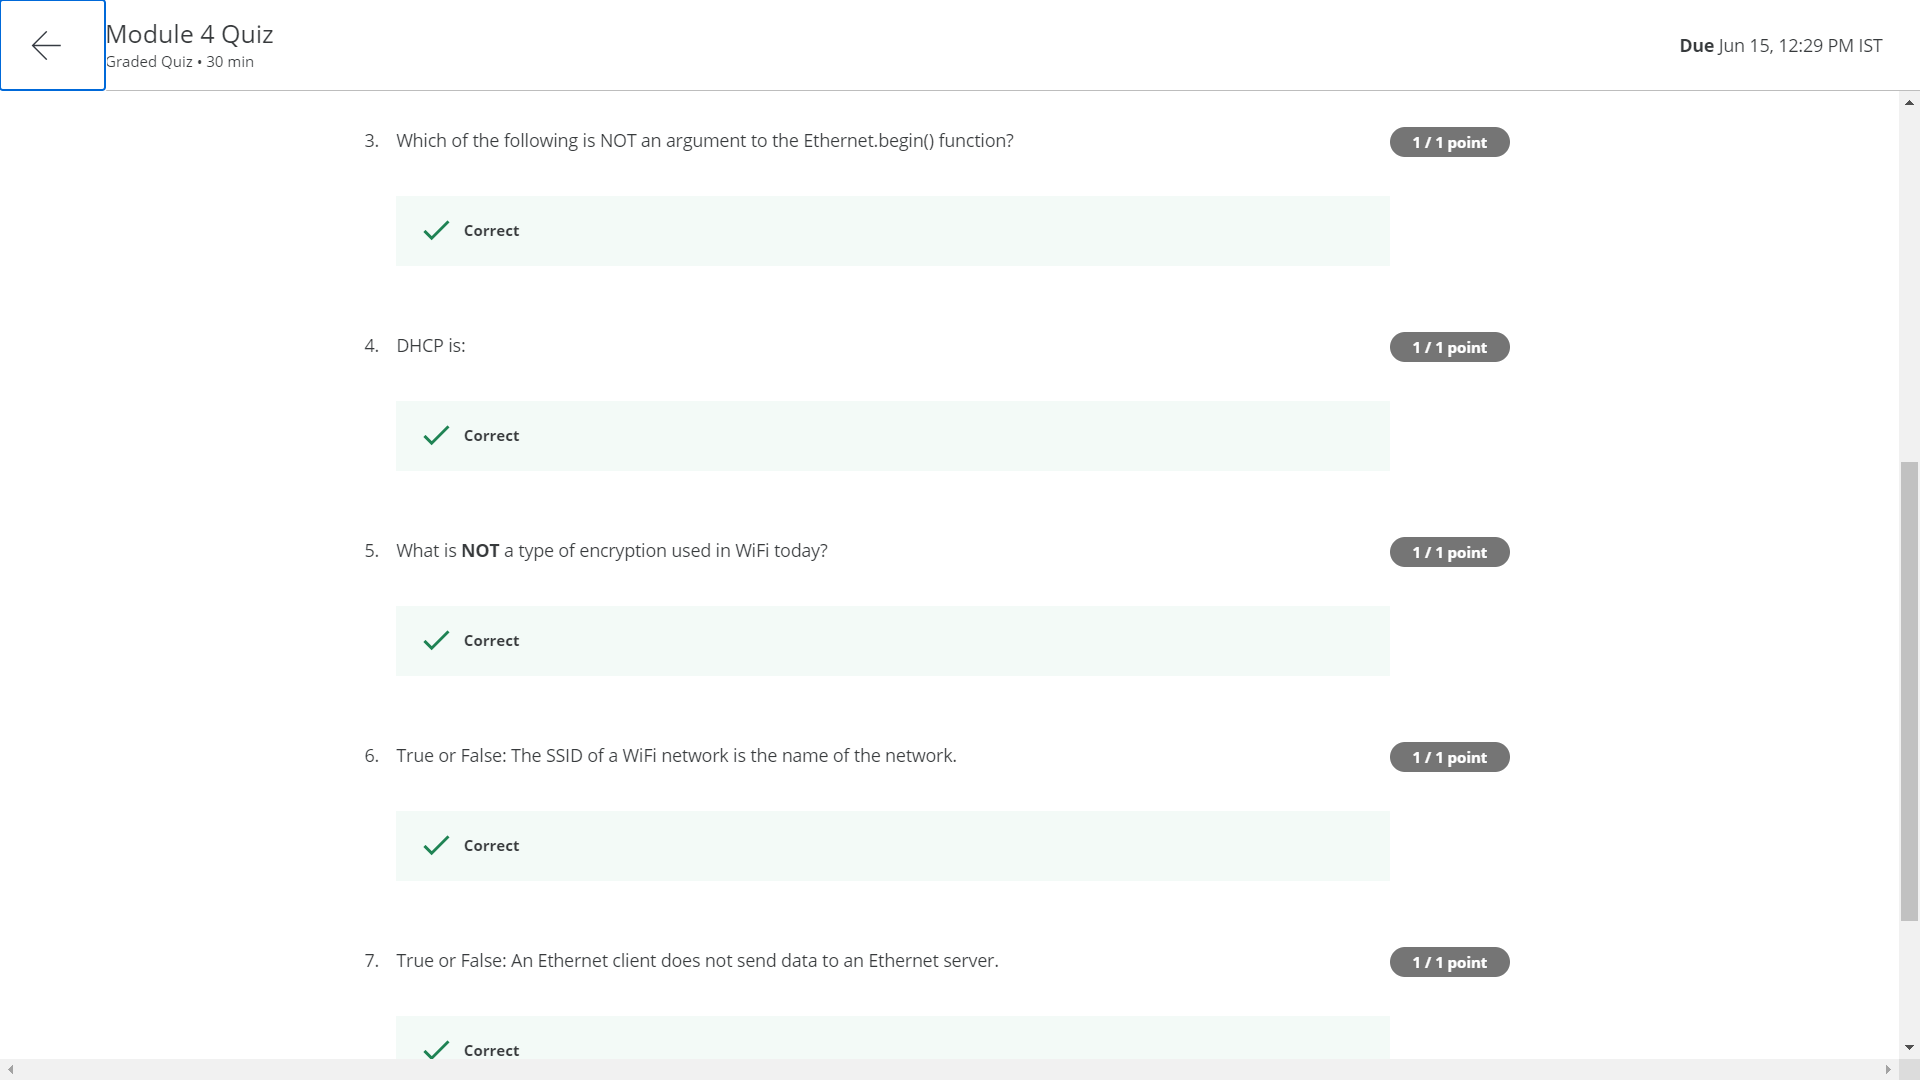 Module 4 Quiz
Graded Quiz • 30 min
Due Jun 15, 12:29 PM IST
3. Which of the following is NOT an argument to the Ethernet.begin() function?
1 / 1 point
Correct
4. DHCP is:
1 / 1 point
Correct
5. What is NOT a type of encryption used in WiFi today?
1 / 1 point
Correct
6. True or False: The SSID of a WiFi network is the name of the network.
1 / 1 point
Correct
7. True or False: An Ethernet client does not send data to an Ethernet server.
1 / 1 point
Correct